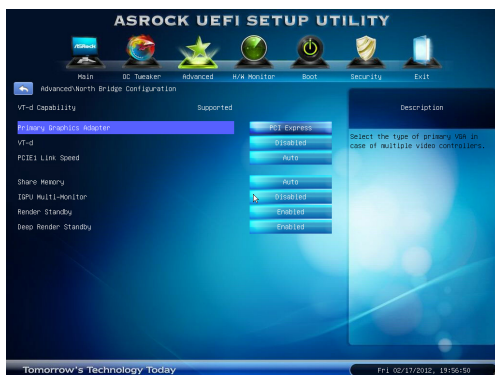 ASROCK UEFI SETUP UTILITY
ASRock
Main OC Tweaker Advanced H/W Monitor Boot Security Exit
Advanced\North Bridge Configuration
VT-d Capability Supported
Description
Primary Graphics Adapter PCI Express
Select the type of primary VGA in
case of multiple video controllers.
VT-d Disabled
PCIE1 Link Speed Auto
Share Memory Auto
IGPU Multi-Monitor Disabled
Render Standby Enabled
Deep Render Standby Enabled
Tomorrow's Technology Today
Fri 02/17/2012, 19:56:50